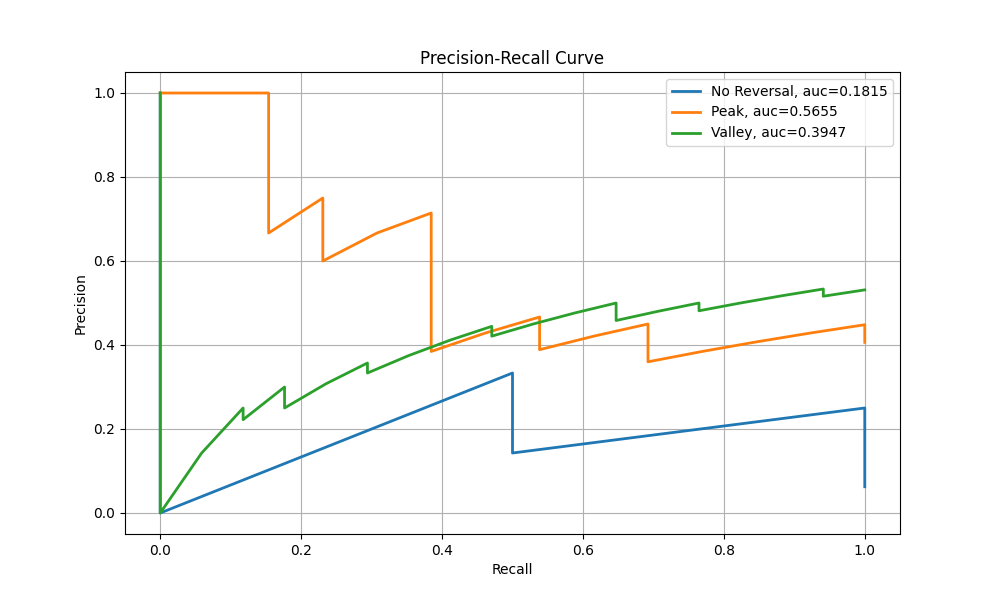 Precision-Recall Curve
No Reversal, auc=0.1815
Peak, auc=0.5655
Valley, auc=0.3947
Precision
1.0
0.8
0.6
0.4
0.2
0.0
0.0 0.2 0.4 0.6 0.8 1.0
Recall